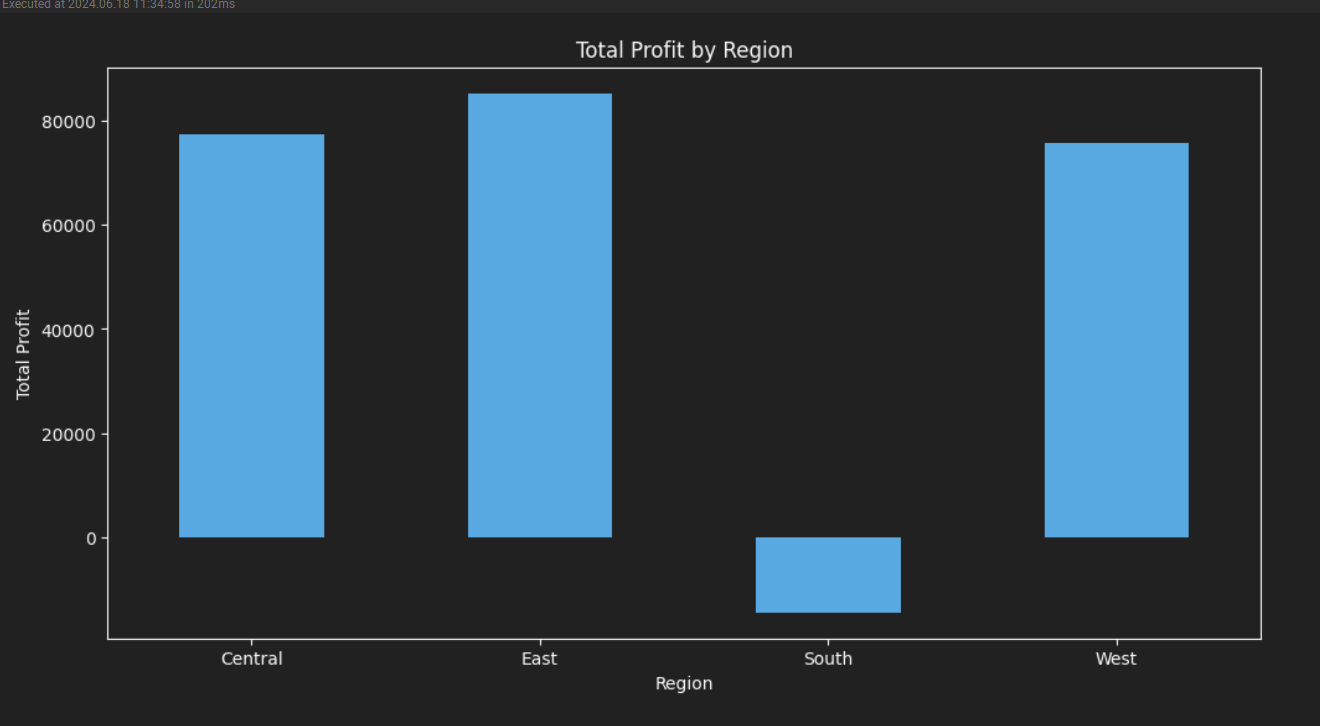 Executed at 2024.06.18 11:34:58 in 202ms
Total Profit by Region
80000
60000
40000
20000
0
Total Profit
Central East South West
Region